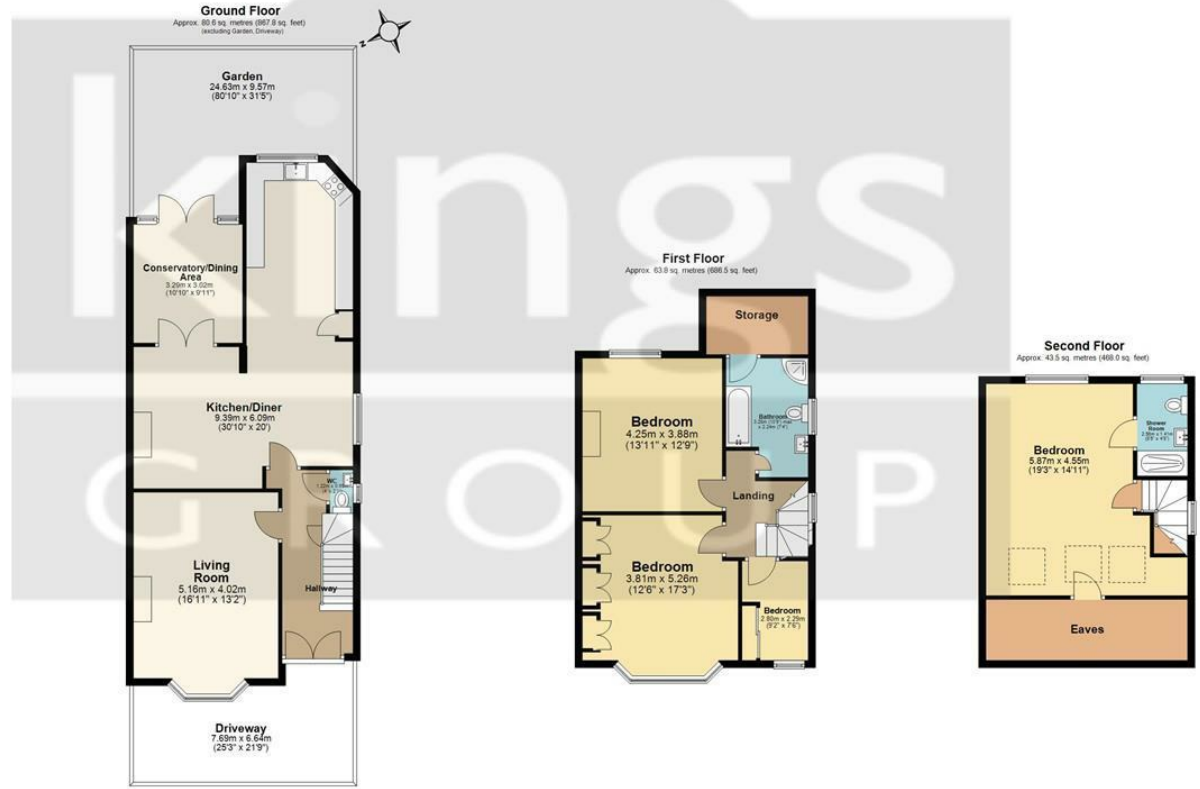 Ground Floor
Approx. 80.6 sq. metres (867.8 sq. feet)
(excluding Garden, Driveway)
Z
Garden
24.63m x 9.57m
(80'10" x 31'5")
Conservatory/Dining
Area
3.29m x 3.02m
(10'10" x 9'11")
Kitchen/Diner
9.39m x 6.09m
(30'10" x 20')
WC
Living
Room
5.16m x 4.02m
(16'11" x 13'2")
Hallway
Driveway
7.69m x 6.64m
(25'3" x 21'9")
First Floor
Approx. 63.8 sq. metres (686.5 sq. feet)
Storage
Bedroom
4.25m x 3.88m
(13'11" x 12'9")
Bathroom
Landing
Bedroom
3.81m x 5.26m
(12'6" x 17'3")
Bedroom
2.80m x 2.29m
(9'2" x 7'6")
Second Floor
Approx. 43.5 sq. metres (468.0 sq. feet)
Bedroom
5.87m x 4.55m
(19'3" x 14'11")
Shower
Room
Eaves
kings
GROUP